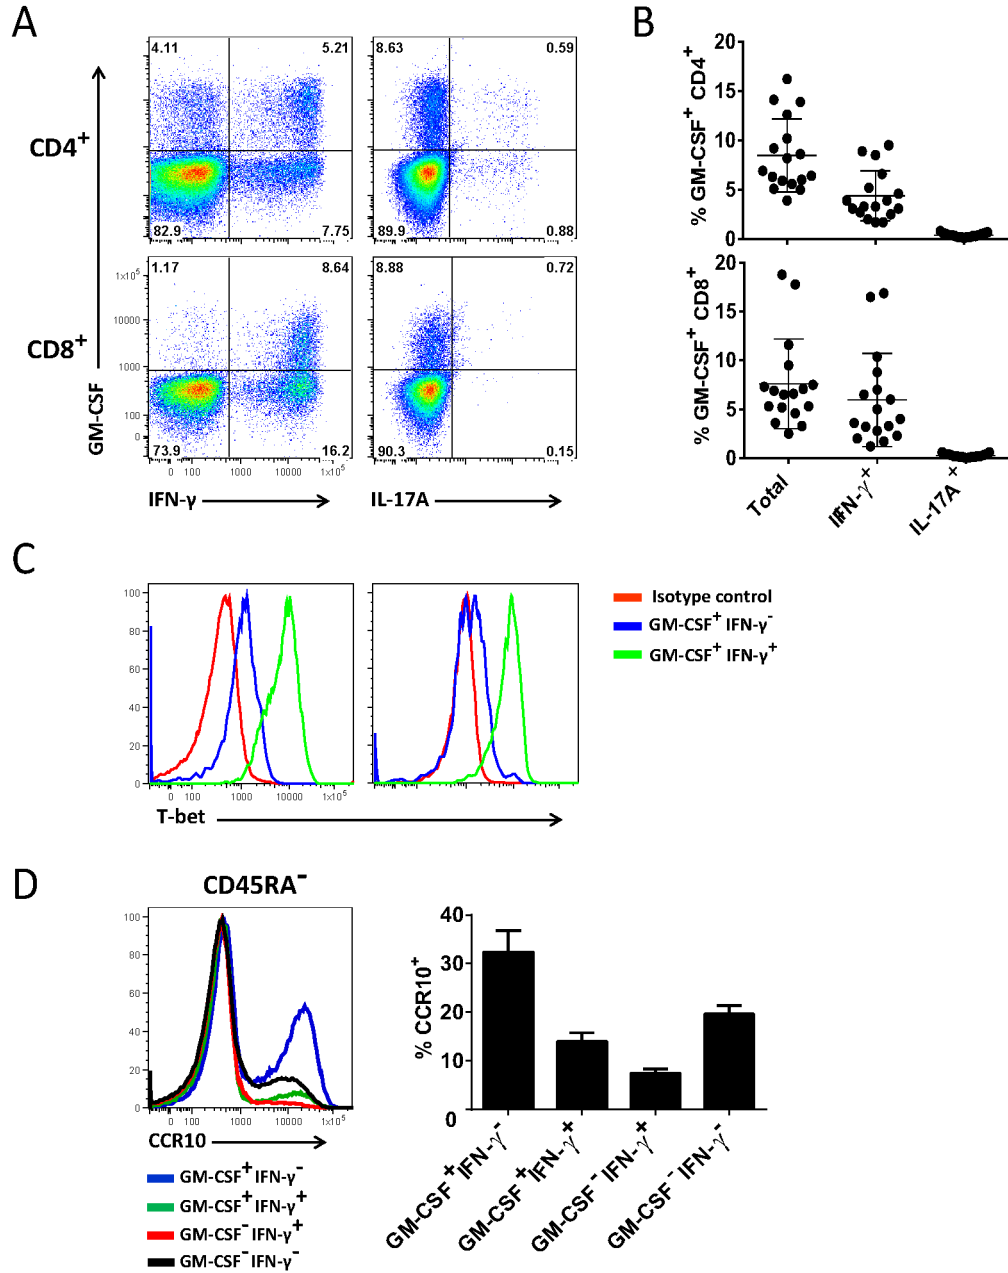 A
4.11 5.21 8.63 0.59
CD4+
82.9 7.75 89.9 0.88
1.17 8.64 8.88 0.72
1x10^5
10000
CD8+
1000
100
0
73.9 16.2 90.3 0.15
GM-CSF
0 100 10000 1x10^5 0 100 10000 1x10^5
IFN-γ IL-17A
B
20
15
10
5
0
% GM-CSF+ CD4+
20
15
10
5
0
% GM-CSF+ CD8+
Total IFN-γ+ IL-17A+
C
100
80
60
40
20
0
0 100 1000 10000 1x10^5
T-bet
Isotype control
GM-CSF+ IFN-γ-
GM-CSF+ IFN-γ+
D
CD45RA-
100
80
60
40
20
0
0 100 1000 10000 1x10^5
CCR10
GM-CSF+ IFN-γ-
GM-CSF+ IFN-γ+
GM-CSF- IFN-γ+
GM-CSF- IFN-γ-
40
30
20
10
0
% CCR10+
GM-CSF+IFN-γ-
GM-CSF+IFN-γ+
GM-CSF- IFN-γ+
GM-CSF- IFN-γ-